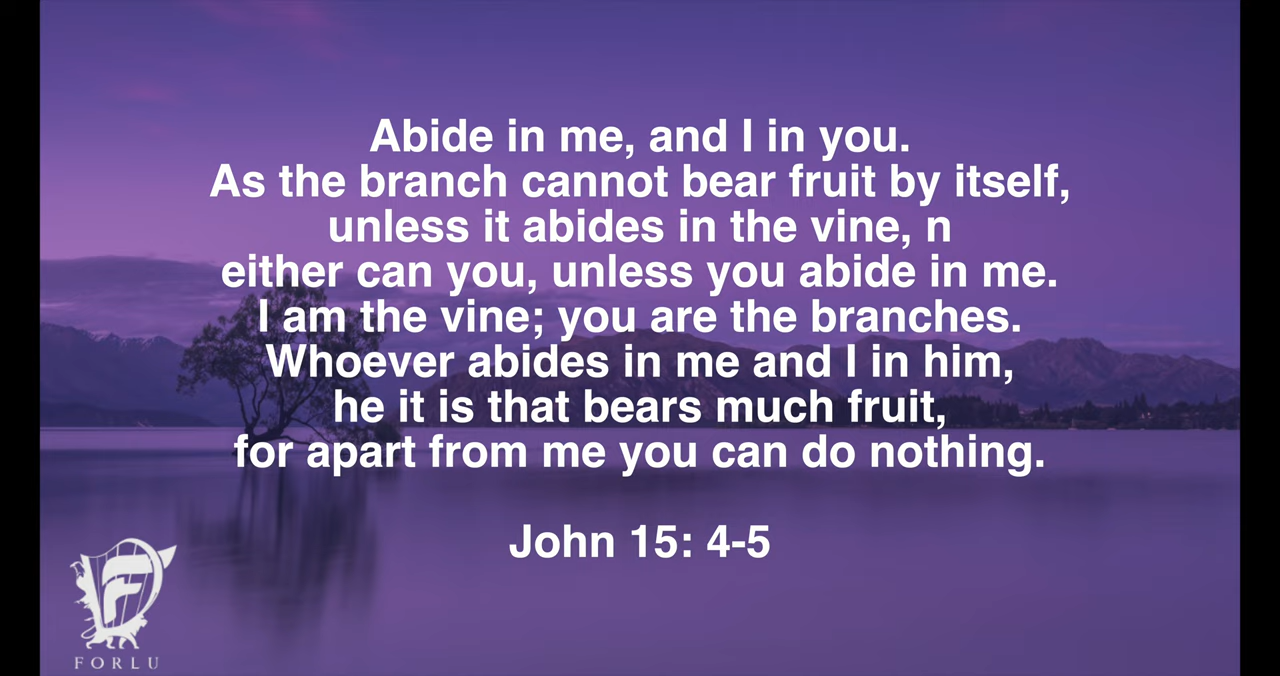 Abide in me, and I in you.
As the branch cannot bear fruit by itself,
unless it abides in the vine, n
either can you, unless you abide in me.
I am the vine; you are the branches.
Whoever abides in me and I in him,
he it is that bears much fruit,
for apart from me you can do nothing.
John 15: 4-5
F
FORLU